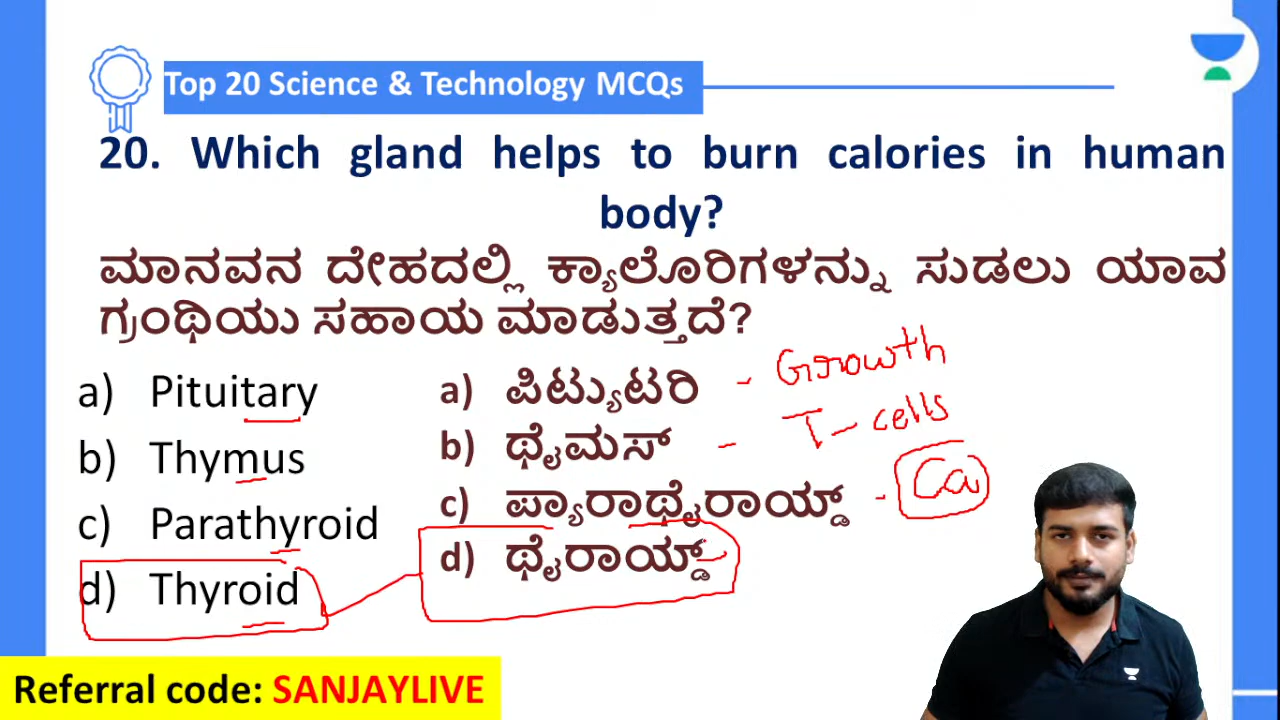 Top 20 Science & Technology MCQs
20. Which gland helps to burn calories in human
body?
ಮಾನವನ ದೇಹದಲ್ಲಿ ಕ್ಯಾಲೊರಿಗಳನ್ನು ಸುಡಲು ಯಾವ
ಗ್ರಂಥಿಯು ಸಹಾಯ ಮಾಡುತ್ತದೆ?
a) Pituitary
b) Thymus
c) Parathyroid
d) Thyroid
a) ಪಿಟ್ಯುಟರಿ - Growth
b) ಥೈಮಸ್ - T-cells
c) ಪ್ಯಾರಾಥೈರಾಯ್ಡ್ - Ca
d) ಥೈರಾಯ್ಡ್
Referral code: SANJAYLIVE